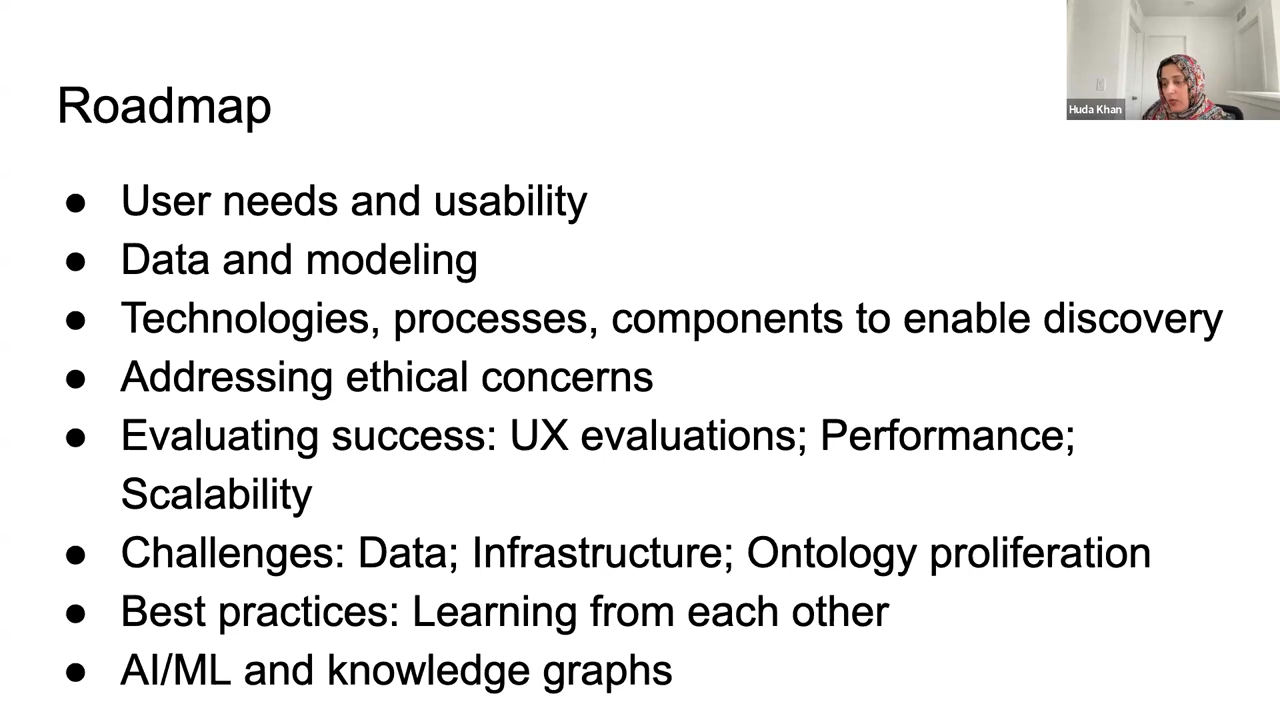 Roadmap
Huda Khan
● User needs and usability
● Data and modeling
● Technologies, processes, components to enable discovery
● Addressing ethical concerns
● Evaluating success: UX evaluations; Performance;
Scalability
● Challenges: Data; Infrastructure; Ontology proliferation
● Best practices: Learning from each other
● AI/ML and knowledge graphs